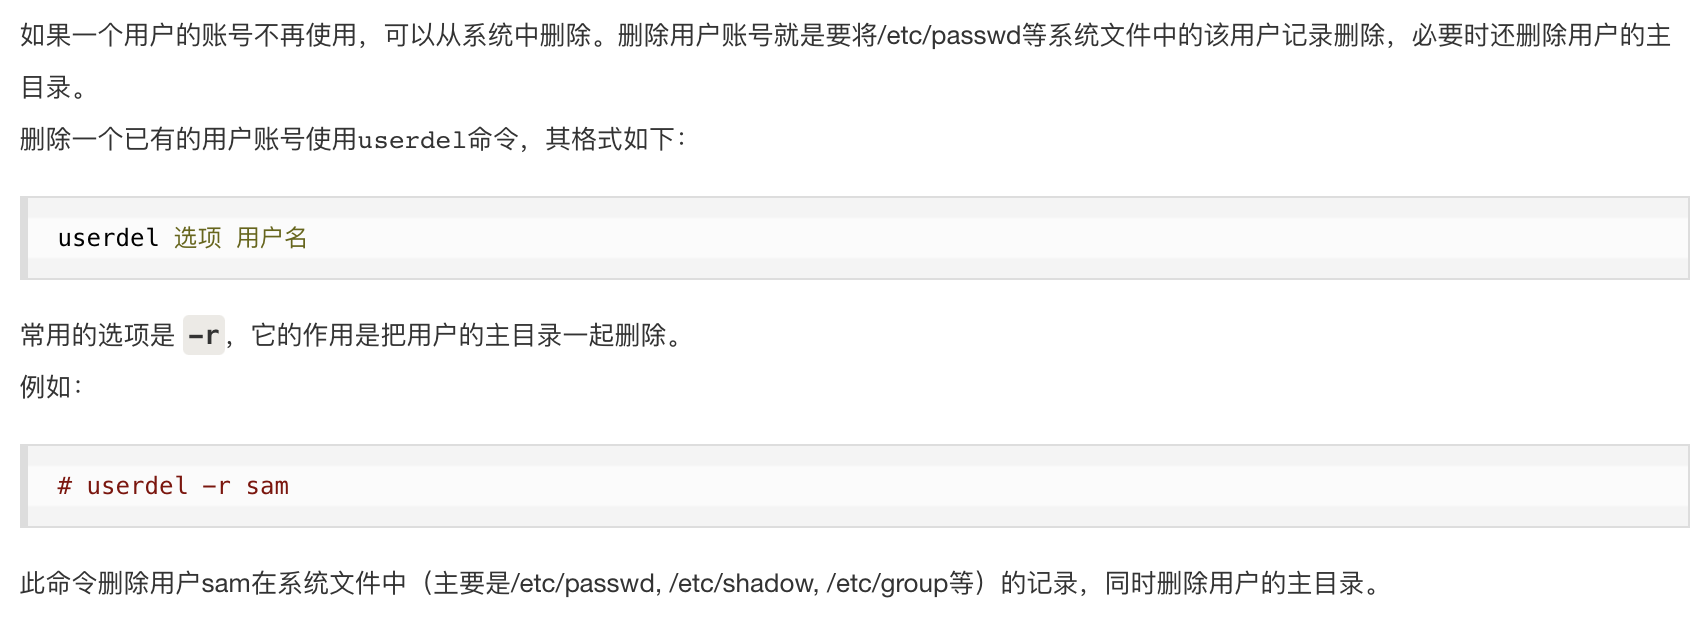 如果一个用户的账号不再使用，可以从系统中删除。删除用户账号就是要将/etc/passwd等系统文件中的该用户记录删除，必要时还删除用户的主
目录。
删除一个已有的用户账号使用userdel命令，其格式如下：
userdel 选项 用户名
常用的选项是 -r，它的作用是把用户的主目录一起删除。
例如：
# userdel -r sam
此命令删除用户sam在系统文件中（主要是/etc/passwd, /etc/shadow, /etc/group等）的记录，同时删除用户的主目录。